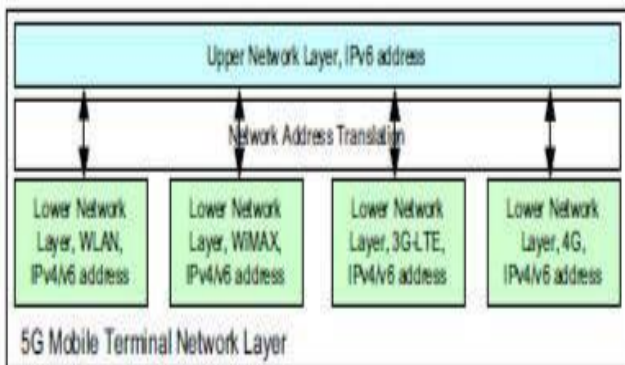 Upper Network Layer, IPv6 address
Network Address Translation
Lower Network
Layer, WLAN,
IPv4/v6 address
Lower Network
Layer, WiMAX,
IPv4/v6 address
Lower Network
Layer, 3G-LTE,
IPv4/v6 address
Lower Network
Layer, 4G,
IPv4/v6 address
5G Mobile Terminal Network Layer